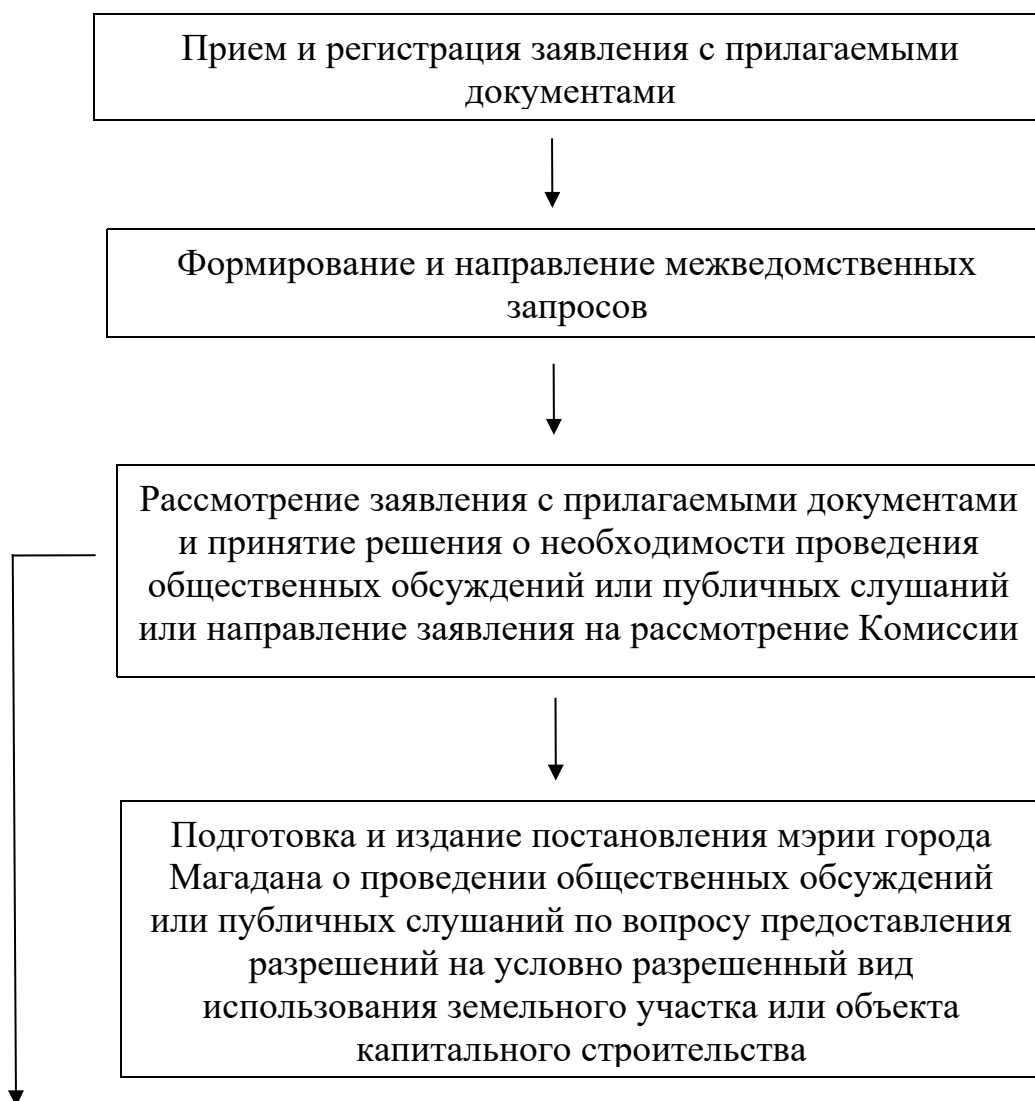 Прием и регистрация заявления с прилагаемыми
документами
Формирование и направление межведомственных
запросов
Рассмотрение заявления с прилагаемыми документами
и принятие решения о необходимости проведения
общественных обсуждений или публичных слушаний
или направление заявления на рассмотрение Комиссии
Подготовка и издание постановления мэрии города
Магадана о проведении общественных обсуждений
или публичных слушаний по вопросу предоставления
разрешений на условно разрешенный вид
использования земельного участка или объекта
капитального строительства